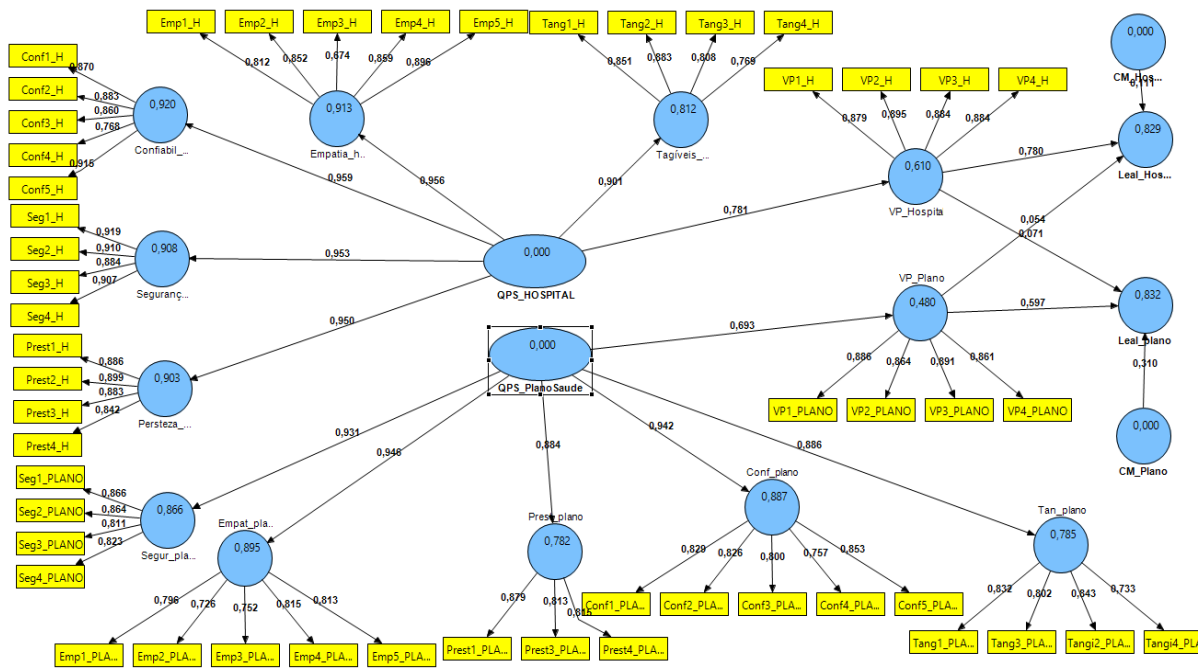 Emp1_H Emp2_H Emp3_H Emp4_H Emp5_H
0,812 0,852 0,674 0,859 0,896
0,913
Empatia_h...
Tang1_H Tang2_H Tang3_H Tang4_H
0,851 0,883 0,808 0,769
0,812
Tagíveis_...
0,000
CM_Hos...
0,111
0,829
Leal_Hos...
VP1_H VP2_H VP3_H VP4_H
0,879 0,895 0,884 0,884
0,610
VP_Hospita
0,780
0,054
0,071
Conf1_H
Conf2_H
Conf3_H
Conf4_H
Conf5_H
0,870
0,883
0,860
0,768
0,915
0,920
Confiabil_...
0,959
0,956
0,901
0,781
Seg1_H
Seg2_H
Seg3_H
Seg4_H
0,919
0,910
0,884
0,907
0,908
Seguranç...
0,953
0,000
QPS_HOSPITAL
0,950
Prest1_H
Prest2_H
Prest3_H
Prest4_H
0,886
0,899
0,883
0,842
0,903
Persteza_...
0,000
QPS_PlanoSaude
0,693
VP_Plano
0,480
0,597
0,832
Leal_plano
0,310
0,000
CM_Plano
0,886 0,864 0,891 0,861
VP1_PLANO VP2_PLANO VP3_PLANO VP4_PLANO
0,931
0,946
0,884
0,942
0,886
Seg1_PLANO
Seg2_PLANO
Seg3_PLANO
Seg4_PLANO
0,866
0,864
0,811
0,823
0,866
Segur_pla...
Empat_pla...
0,895
0,796 0,726 0,752 0,815 0,813
Emp1_PLA... Emp2_PLA... Emp3_PLA... Emp4_PLA... Emp5_PLA...
Prest_plano
0,782
0,879 0,813 0,815
Prest1_PLA... Prest3_PLA... Prest4_PLA...
Conf_plano
0,887
0,829 0,826 0,800 0,757 0,853
Conf1_PLA... Conf2_PLA... Conf3_PLA... Conf4_PLA... Conf5_PLA...
Tan_plano
0,785
0,832 0,802 0,843 0,733
Tang1_PLA... Tang3_PLA... Tangi2_PLA... Tangi4_PLA